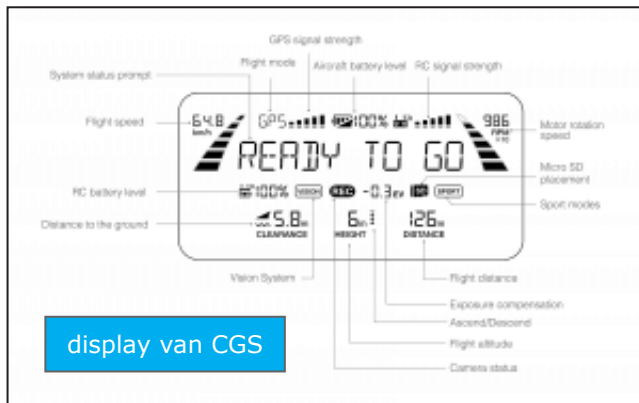 GPS signal strength
Flight mode Aircraft battery level RC signal strength
System status prompt
Flight speed 64.8 km/h GPS 100% 986 RPM ×10 Motor rotation speed
READY TO GO
RC battery level 100% VISION REC -0.3EV SD SPORT Micro SD placement
Sport modes
Distance to the ground 5.8m 6m 126m
CLEARANCE HEIGHT DISTANCE
Vision System Flight distance
Exposure compensation
Ascend/Descend
Flight altitude
Camera status
display van CGS